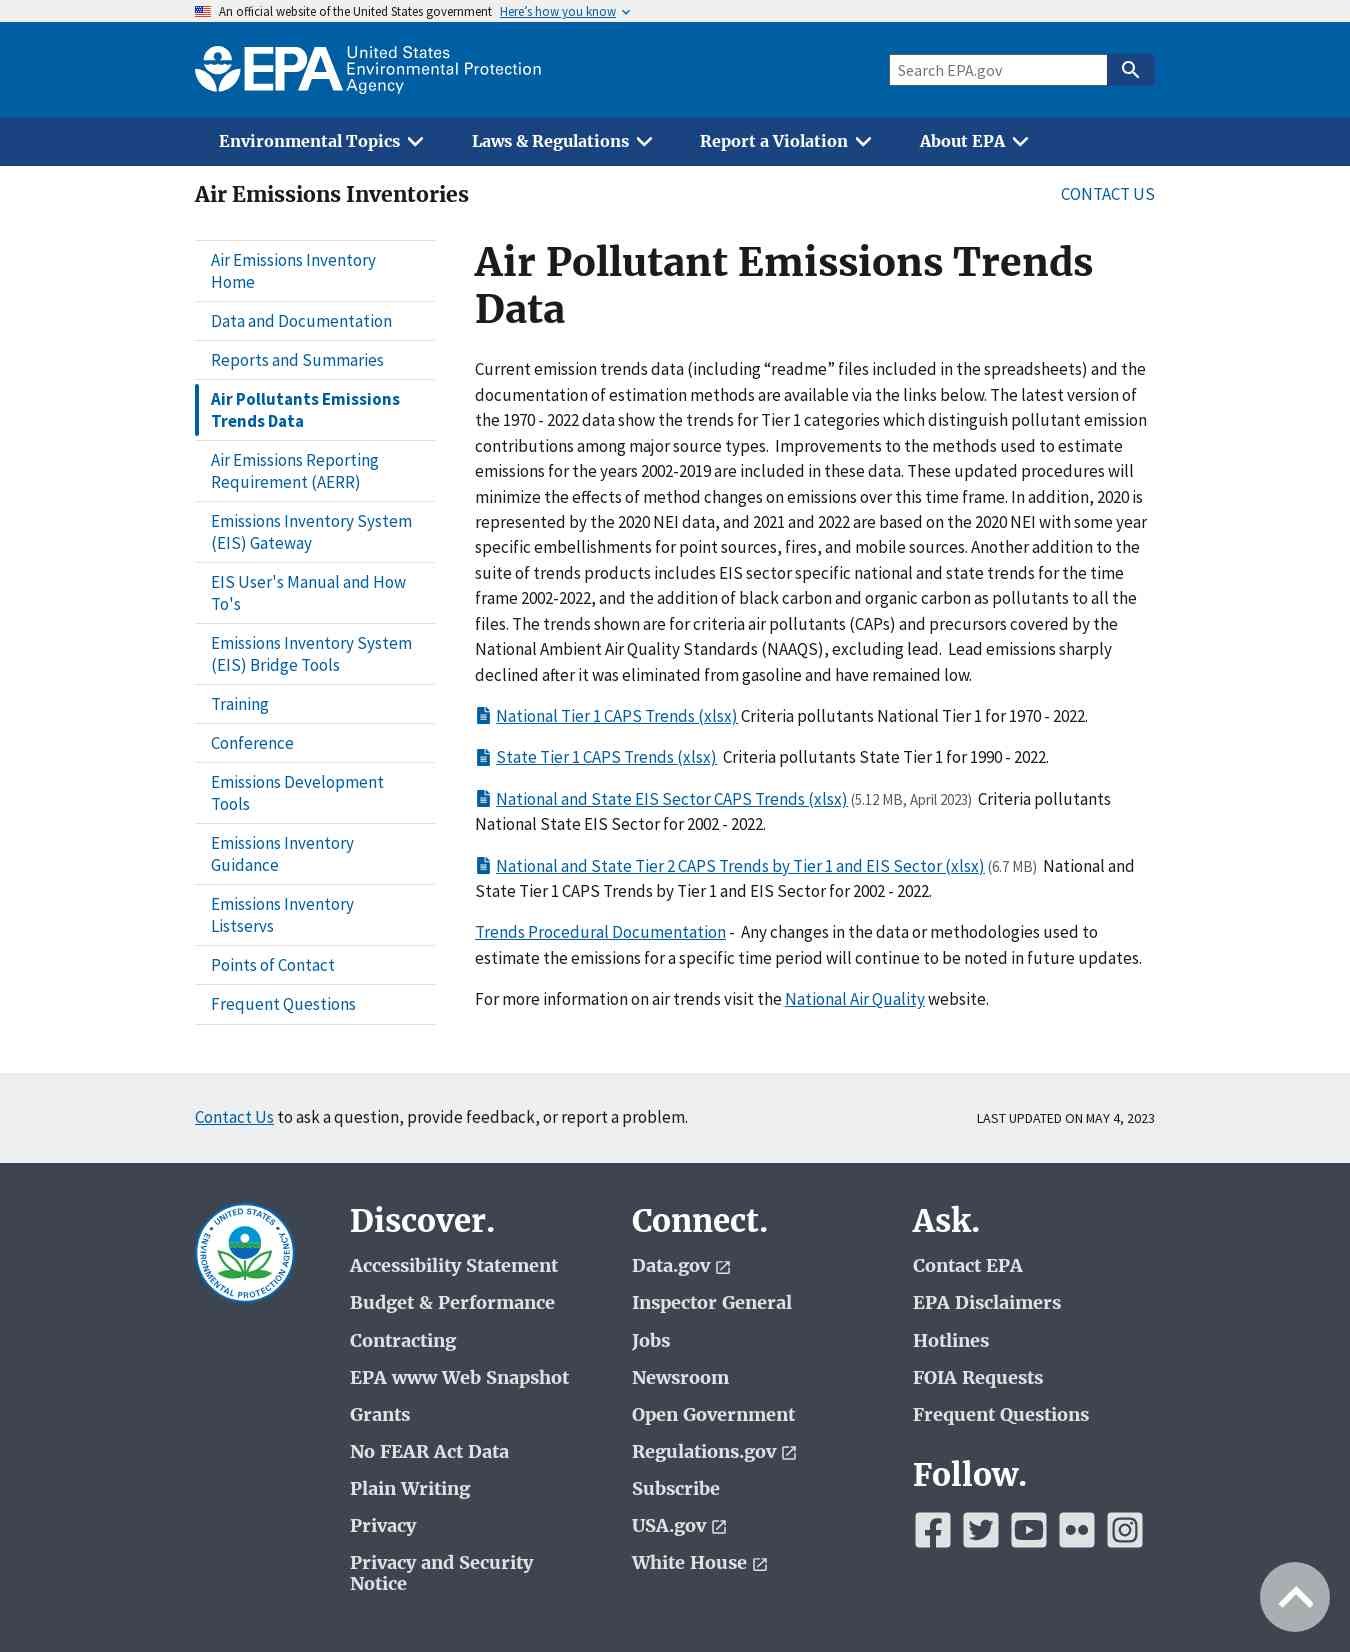 An official website of the United States government Here's how you know
EPA United States
Environmental Protection
Agency
Search EPA.gov
Environmental Topics
Laws & Regulations
Report a Violation
About EPA
Air Emissions Inventories
CONTACT US
Air Emissions Inventory
Home
Data and Documentation
Reports and Summaries
Air Pollutants Emissions
Trends Data
Air Emissions Reporting
Requirement (AERR)
Emissions Inventory System
(EIS) Gateway
EIS User's Manual and How
To's
Emissions Inventory System
(EIS) Bridge Tools
Training
Conference
Emissions Development
Tools
Emissions Inventory
Guidance
Emissions Inventory
Listservs
Points of Contact
Frequent Questions
Air Pollutant Emissions Trends
Data
Current emission trends data (including “readme” files included in the spreadsheets) and the
documentation of estimation methods are available via the links below. The latest version of
the 1970 - 2022 data show the trends for Tier 1 categories which distinguish pollutant emission
contributions among major source types.  Improvements to the methods used to estimate
emissions for the years 2002-2019 are included in these data. These updated procedures will
minimize the effects of method changes on emissions over this time frame. In addition, 2020 is
represented by the 2020 NEI data, and 2021 and 2022 are based on the 2020 NEI with some year
specific embellishments for point sources, fires, and mobile sources. Another addition to the
suite of trends products includes EIS sector specific national and state trends for the time
frame 2002-2022, and the addition of black carbon and organic carbon as pollutants to all the
files. The trends shown are for criteria air pollutants (CAPs) and precursors covered by the
National Ambient Air Quality Standards (NAAQS), excluding lead.  Lead emissions sharply
declined after it was eliminated from gasoline and have remained low.
National Tier 1 CAPS Trends (xlsx) Criteria pollutants National Tier 1 for 1970 - 2022.
State Tier 1 CAPS Trends (xlsx)  Criteria pollutants State Tier 1 for 1990 - 2022.
National and State EIS Sector CAPS Trends (xlsx) (5.12 MB, April 2023)  Criteria pollutants
National State EIS Sector for 2002 - 2022.
National and State Tier 2 CAPS Trends by Tier 1 and EIS Sector (xlsx) (6.7 MB)  National and
State Tier 1 CAPS Trends by Tier 1 and EIS Sector for 2002 - 2022.
Trends Procedural Documentation -  Any changes in the data or methodologies used to
estimate the emissions for a specific time period will continue to be noted in future updates.
For more information on air trends visit the National Air Quality website.
Contact Us to ask a question, provide feedback, or report a problem.
LAST UPDATED ON MAY 4, 2023
UNITED STATES
ENVIRONMENTAL PROTECTION AGENCY
Discover.
Accessibility Statement
Budget & Performance
Contracting
EPA www Web Snapshot
Grants
No FEAR Act Data
Plain Writing
Privacy
Privacy and Security
Notice
Connect.
Data.gov
Inspector General
Jobs
Newsroom
Open Government
Regulations.gov
Subscribe
USA.gov
White House
Ask.
Contact EPA
EPA Disclaimers
Hotlines
FOIA Requests
Frequent Questions
Follow.